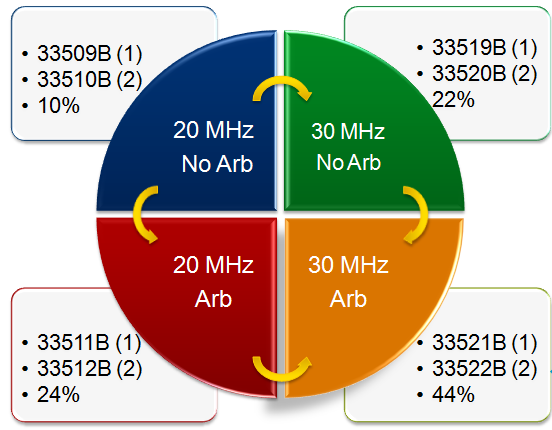 • 33509B (1)
• 33510B (2)
• 10%
• 33519B (1)
• 33520B (2)
• 22%
20 MHz
No Arb
30 MHz
No Arb
20 MHz
Arb
30 MHz
Arb
• 33511B (1)
• 33512B (2)
• 24%
• 33521B (1)
• 33522B (2)
• 44%